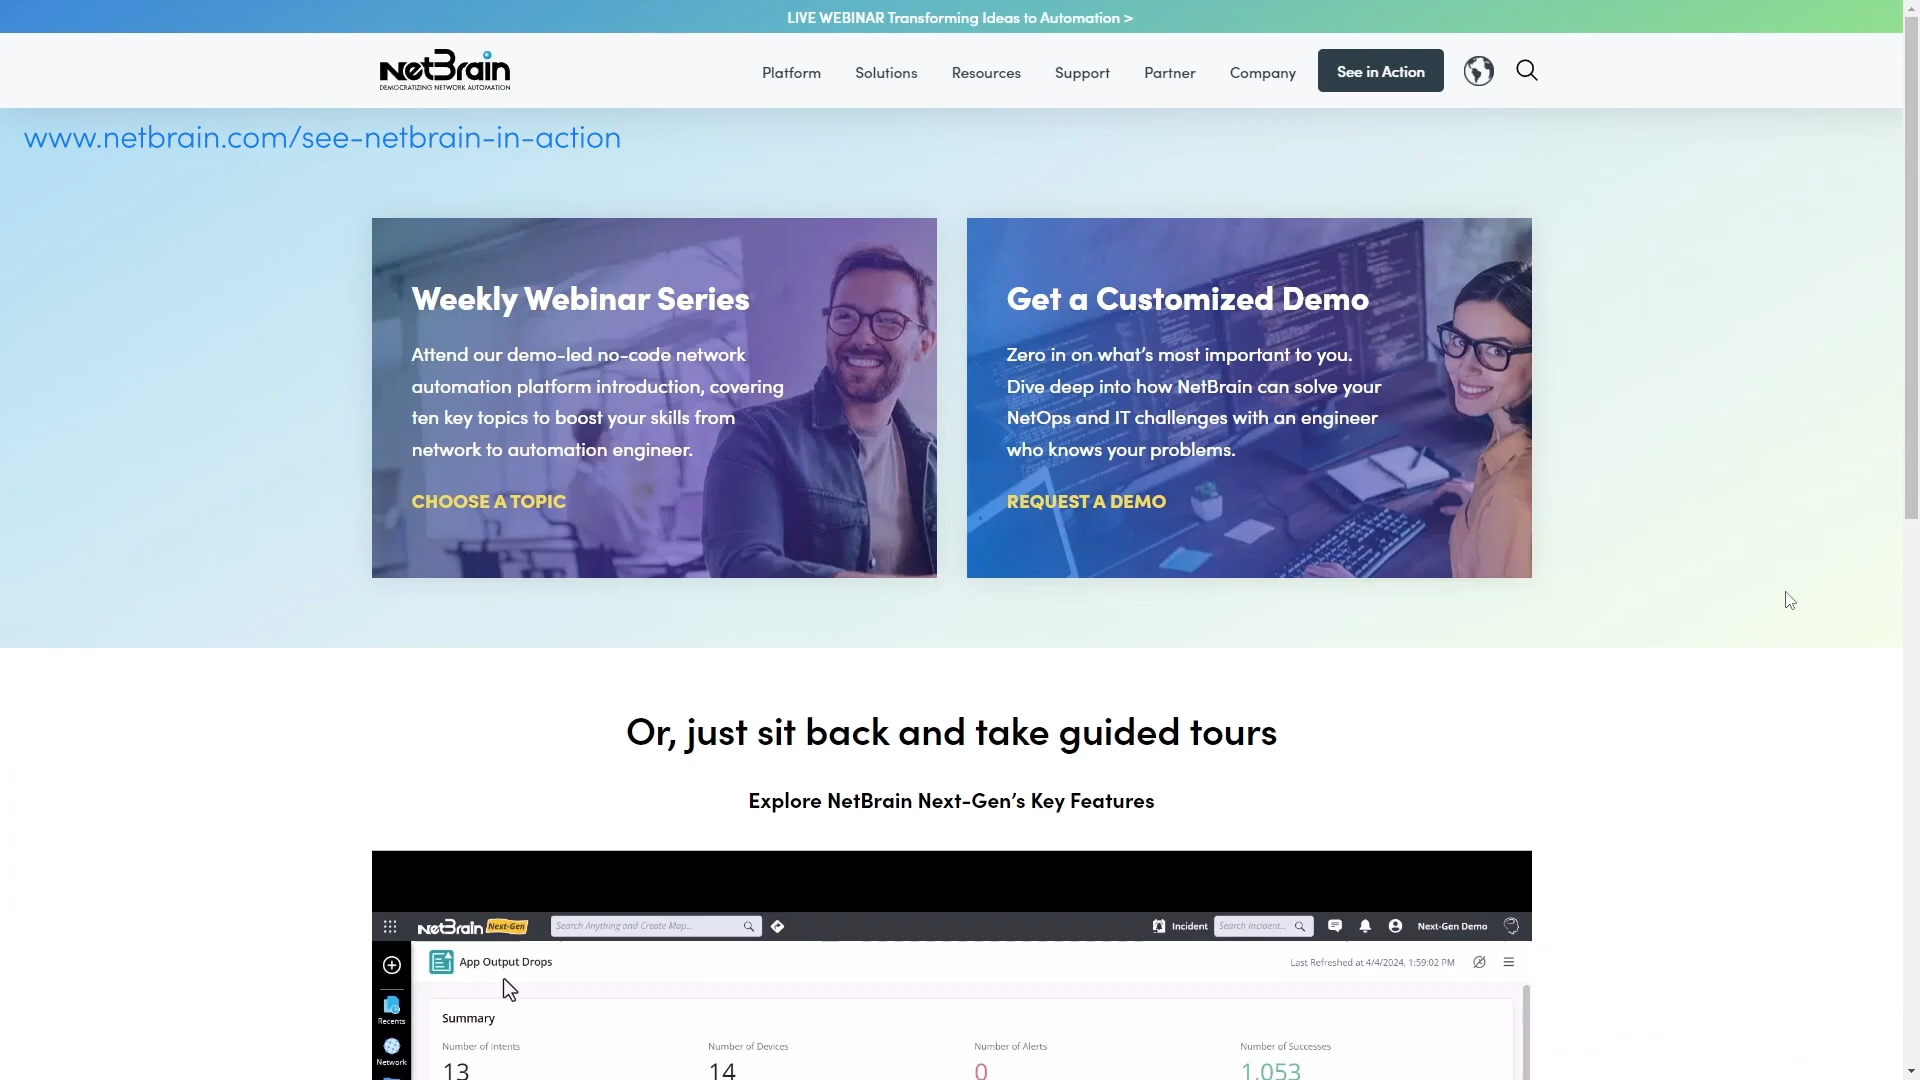 LIVE WEBINAR Transforming Ideas to Automation >
NetBrain
DEMOCRATIZING NETWORK AUTOMATION
Platform Solutions Resources Support Partner Company See in Action
www.netbrain.com/see-netbrain-in-action
Weekly Webinar Series
Attend our demo-led no-code network
automation platform introduction, covering
ten key topics to boost your skills from
network to automation engineer.
CHOOSE A TOPIC
Get a Customized Demo
Zero in on what’s most important to you.
Dive deep into how NetBrain can solve your
NetOps and IT challenges with an engineer
who knows your problems.
REQUEST A DEMO
Or, just sit back and take guided tours
Explore NetBrain Next-Gen’s Key Features
NetBrain Next-Gen Search Anything and Create Map... Incident Search Incident... Next-Gen Demo
App Output Drops Last Refreshed at 4/4/2024, 1:59:02 PM
Recents
Network
Summary
Number of Intents Number of Devices Number of Alerts Number of Successes
13 14 0 1,053